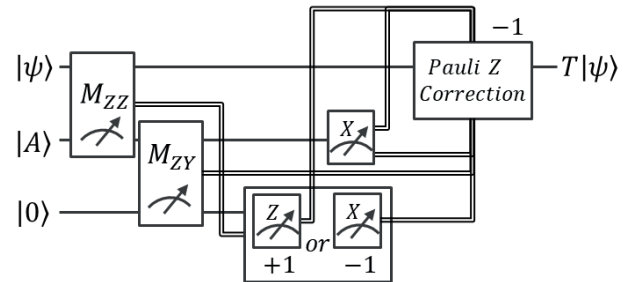 -1
|ψ⟩
M_ZZ
Pauli Z
Correction
T|ψ⟩
|A⟩
M_ZY
X
|0⟩
Z
or
X
+1
-1